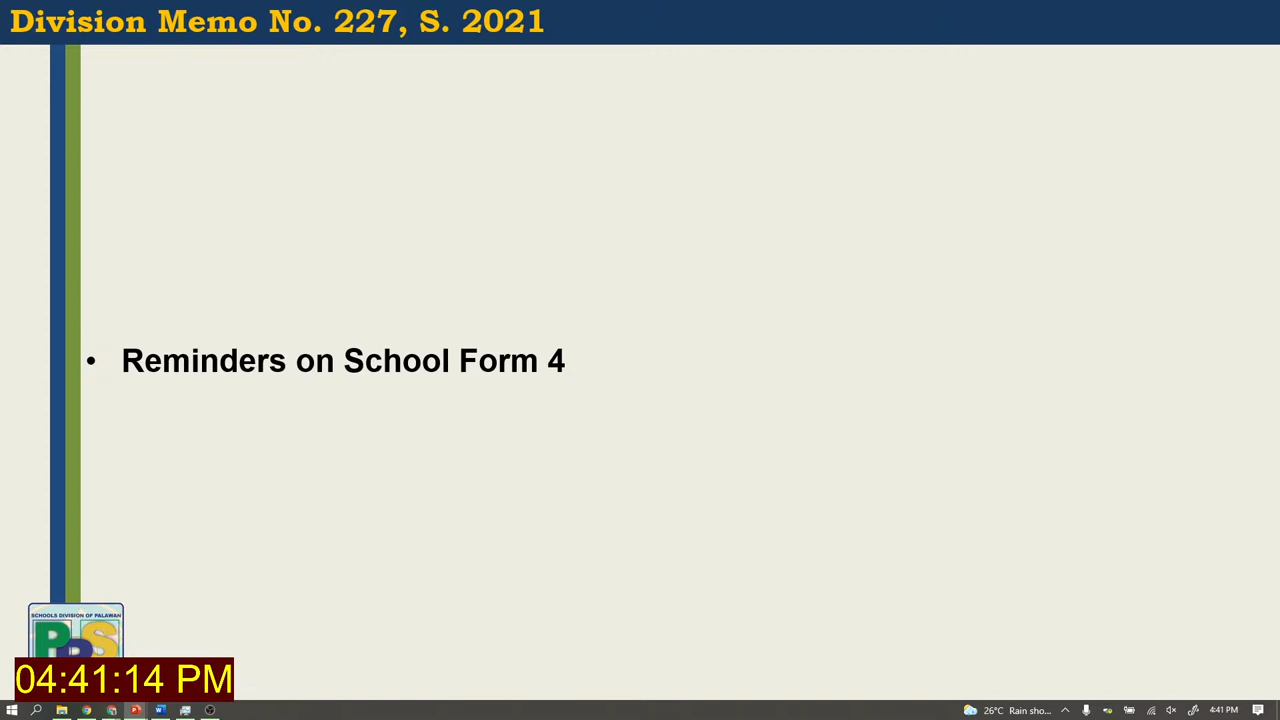 Division Memo No. 227, S. 2021
• Reminders on School Form 4
SCHOOLS DIVISION OF PALAWAN
PPS
04:41:14 PM
26°C Rain sho... 4:41 PM